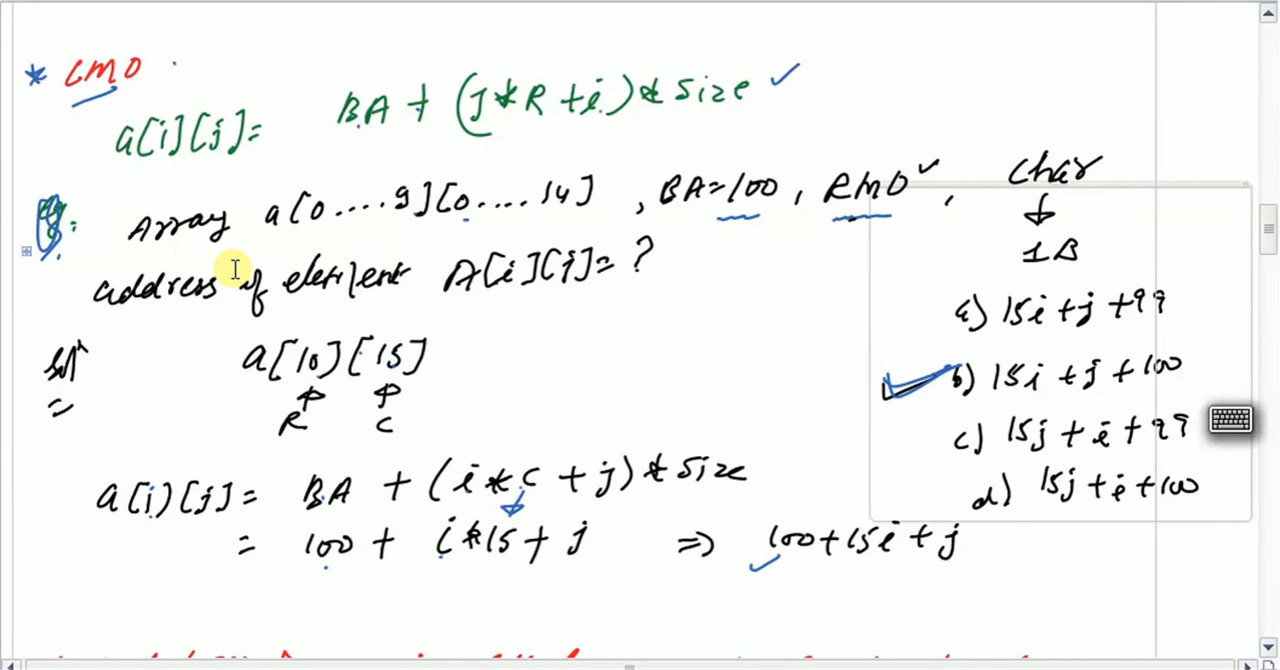 * CMO
a[i][j] = BA + (J*R + i) * Size
Array a[0....9][0....14], BA=100, RMO, Char
address of element A[i][j] = ?
1B
a) 15i + j + 99
b) 15i + j + 100
c) 15j + i + 99
d) 15j + i + 100
Solⁿ
=
a[10][15]
R C
a[i][j] = BA + (i * C + j) * Size
= 100 + i*15 + j ⇒ 100+15i+j